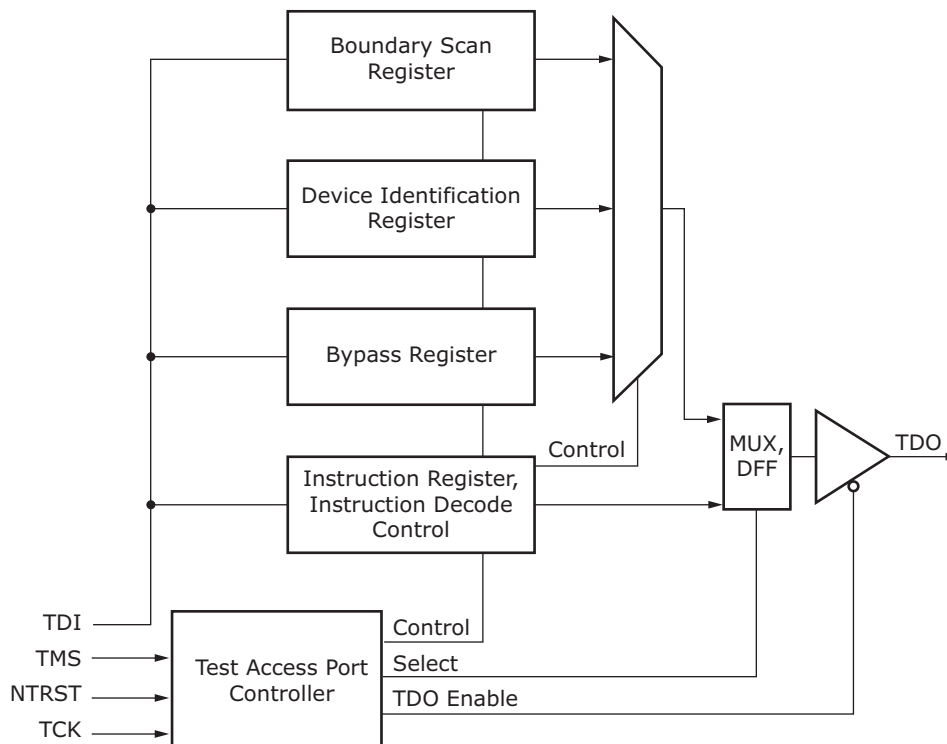 Boundary Scan
Register
Device Identification
Register
Bypass Register
Control
Instruction Register,
Instruction Decode
Control
MUX,
DFF
TDO
TDI
TMS
NTRST
TCK
Test Access Port
Controller
Control
Select
TDO Enable